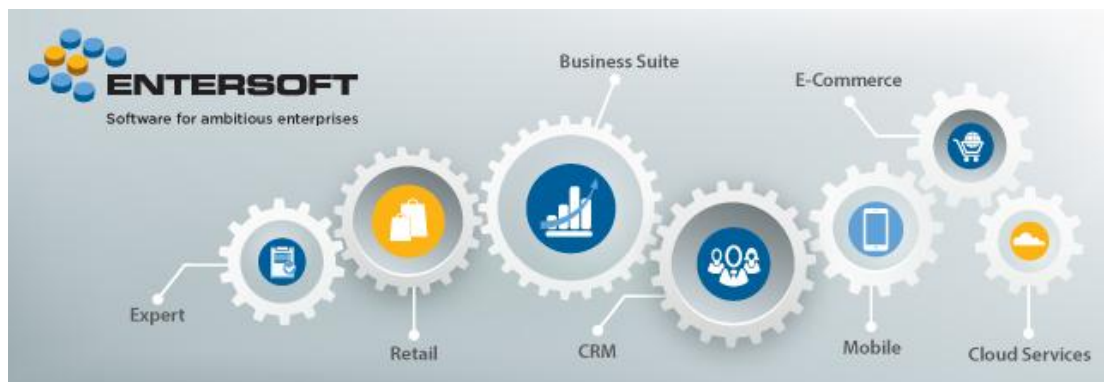 ENTERSOFT
Software for ambitious enterprises
Business Suite
E-Commerce
Expert
Retail
CRM
Mobile
Cloud Services